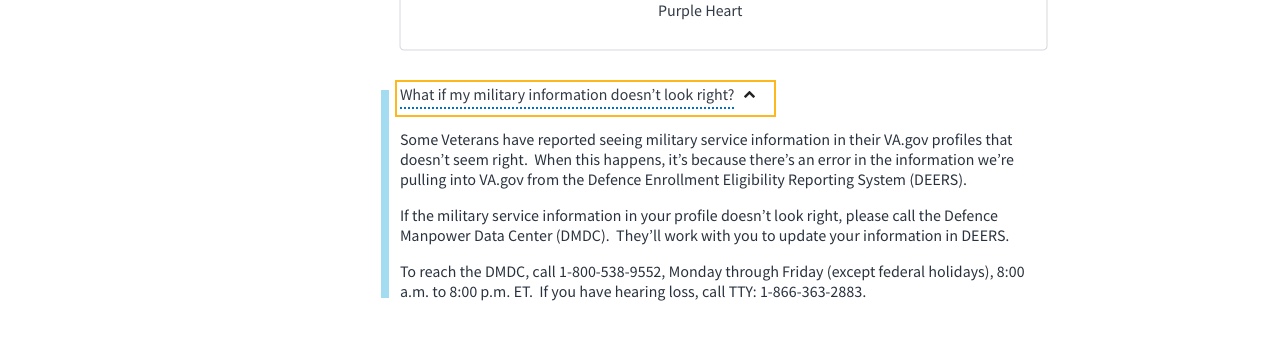 Purple Heart
What if my military information doesn’t look right?
Some Veterans have reported seeing military service information in their VA.gov profiles that
doesn’t seem right.  When this happens, it’s because there’s an error in the information we’re
pulling into VA.gov from the Defence Enrollment Eligibility Reporting System (DEERS).
If the military service information in your profile doesn’t look right, please call the Defence
Manpower Data Center (DMDC).  They’ll work with you to update your information in DEERS.
To reach the DMDC, call 1-800-538-9552, Monday through Friday (except federal holidays), 8:00
a.m. to 8:00 p.m. ET.  If you have hearing loss, call TTY: 1-866-363-2883.